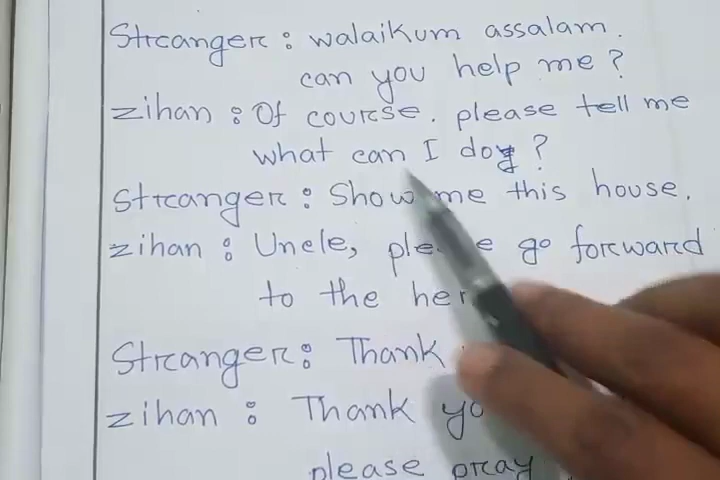 Stranger : walaikum assalam.
can you help me ?
Zihan : Of course. please tell me
what can I do ?
Stranger : Show me this house.
Zihan : Uncle, please go forward
to the
Stranger : Thank
Zihan : Thank
please pray